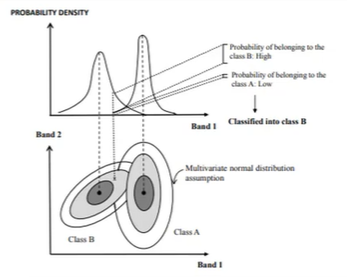 PROBABILITY DENSITY
Probability of belonging to the
class B: High
Probability of belonging to the
class A: Low
Band 1
Classified into class B
Band 2
Multivariate normal distribution
assumption
Class B
Class A
Band 1